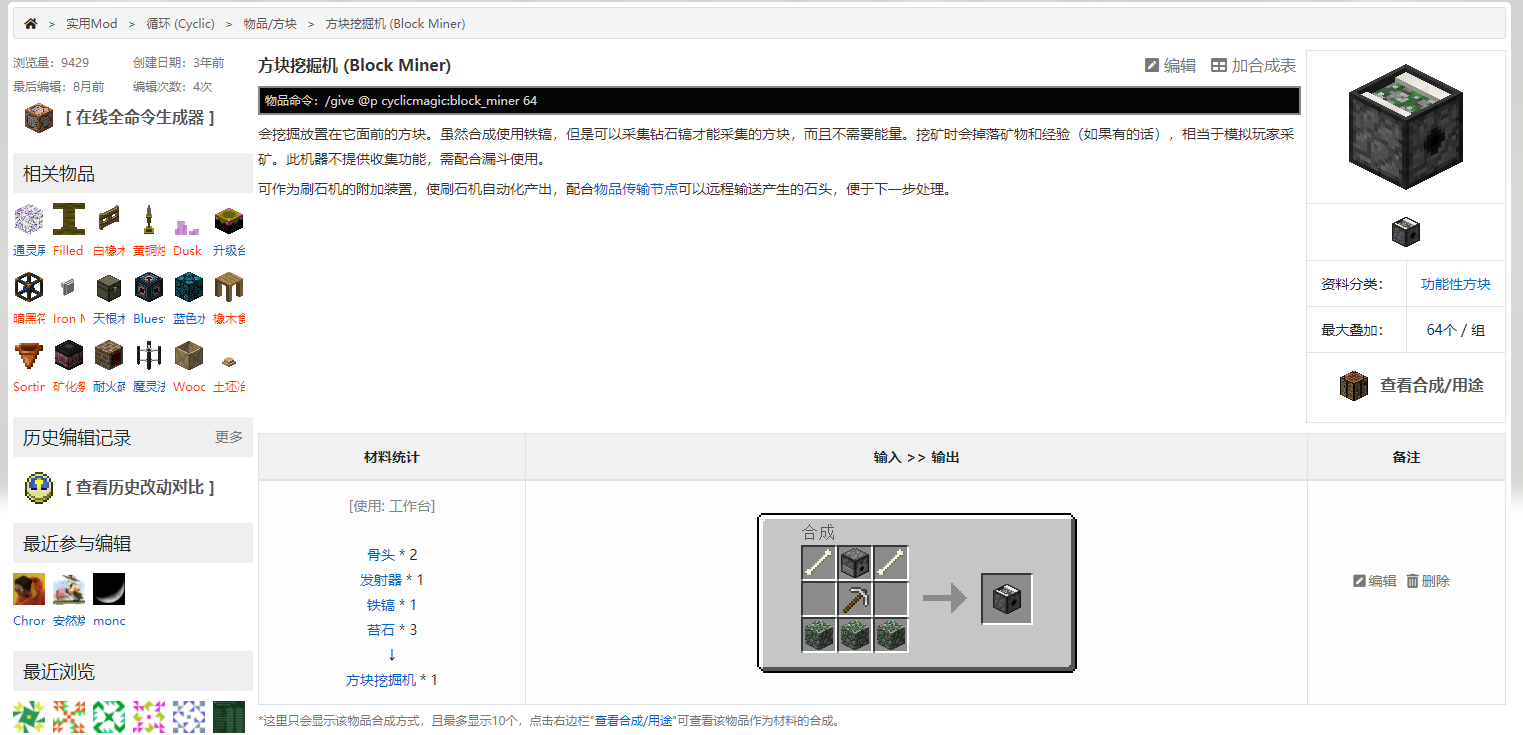 > 实用Mod > 循环 (Cyclic) > 物品/方块 > 方块挖掘机 (Block Miner)
浏览量：9429 创建日期：3年前
最后编辑：8月前 编辑次数：4次
[ 在线全命令生成器 ]
相关物品
通灵屏 Filled 白橡木 黄铜烛 Dusk 升级台
暗黑符 Iron M 天根木 Blues 蓝色水 橡木食
Sortin 矿化祭 耐火砖 魔灵法 Wood 土坯冶
历史编辑记录 更多
[ 查看历史改动对比 ]
最近参与编辑
Chror 安然烧 monc
最近浏览
方块挖掘机 (Block Miner) 编辑 加合成表
物品命令：/give @p cyclicmagic:block_miner 64
会挖掘放置在它面前的方块。虽然合成使用铁镐，但是可以采集钻石镐才能采集的方块，而且不需要能量。挖矿时会掉落矿物和经验（如果有的话），相当于模拟玩家采
矿。此机器不提供收集功能，需配合漏斗使用。
可作为刷石机的附加装置，使刷石机自动化产出，配合物品传输节点可以远程输送产生的石头，便于下一步处理。
资料分类： 功能性方块
最大叠加： 64个 / 组
查看合成/用途
材料统计 输入 >> 输出 备注
[使用: 工作台]
骨头 * 2
发射器 * 1
铁镐 * 1
苔石 * 3
↓
方块挖掘机 * 1
合成
编辑 删除
*这里只会显示该物品合成方式，且最多显示10个，点击右边栏"查看合成/用途"可查看该物品作为材料的合成。